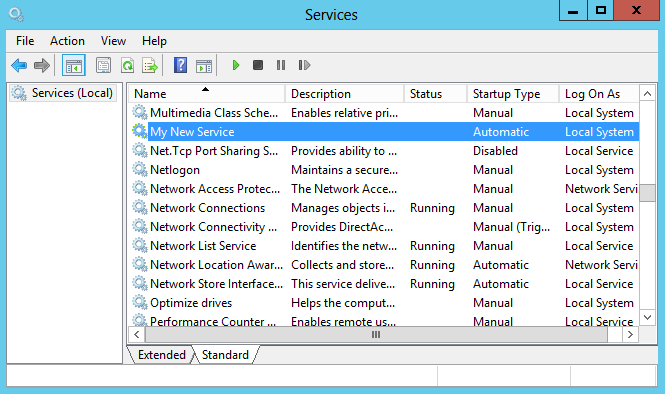 Services
File Action View Help
Services (Local)
Name Description Status Startup Type Log On As
Multimedia Class Sche... Enables relative pri... Manual Local System
My New Service Automatic Local System
Net.Tcp Port Sharing S... Provides ability to ... Disabled Local Service
Netlogon Maintains a secure... Manual Local System
Network Access Protec... The Network Acce... Manual Network Servi
Network Connections Manages objects i... Running Manual Local System
Network Connectivity ... Provides DirectAc... Manual (Trig... Local System
Network List Service Identifies the netw... Running Manual Local Service
Network Location Awar... Collects and store... Running Automatic Network Servi
Network Store Interface... This service delive... Running Automatic Local Service
Optimize drives Helps the comput... Manual Local System
Performance Counter ... Enables remote us... Manual Local Service
Extended Standard